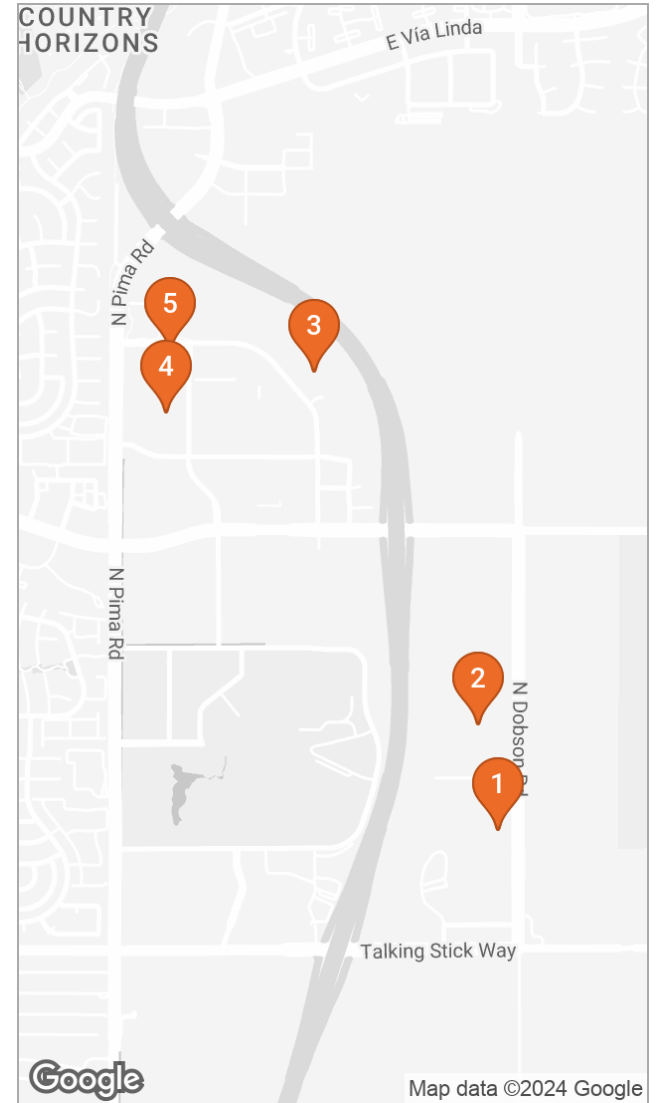 COUNTRY
HORIZONS
E Vía Linda
N Pima Rd
5
3
4
N Pima Rd
2
N Dobson Rd
1
Talking Stick Way
Google
Map data ©2024 Google